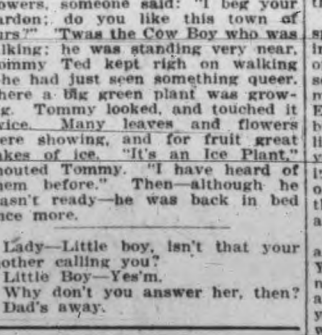 owers, someone said: "I beg your
ardon; do you like this town of
urs?" 'Twas the Cow Boy who was
lking; he was standing very near.
ommy Ted kept righ on walking
he had just seen something queer.
here a big green plant was grow-
g. Tommy looked, and touched it
vice. Many leaves and flowers
ere showing, and for fruit great
akes of ice. "It's an Ice Plant,"
houted Tommy. "I have heard of
hem before." Then—although he
asn't ready—he was back in bed
nce more.
Lady—Little boy, isn't that your
other calling you?
Little Boy—Yes'm.
Why don't you answer her, then?
Dad's away.